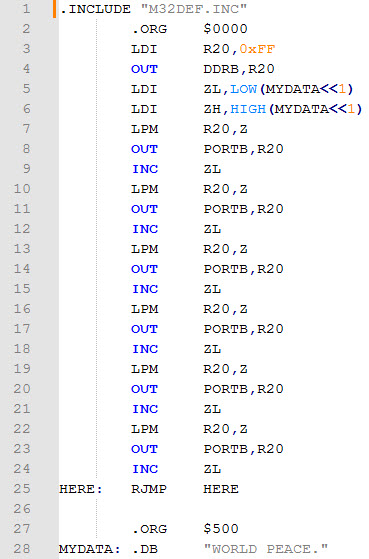 1 .INCLUDE "M32DEF.INC"
2 .ORG $0000
3 LDI R20,0xFF
4 OUT DDRB,R20
5 LDI ZL,LOW(MYDATA<<1)
6 LDI ZH,HIGH(MYDATA<<1)
7 LPM R20,Z
8 OUT PORTB,R20
9 INC ZL
10 LPM R20,Z
11 OUT PORTB,R20
12 INC ZL
13 LPM R20,Z
14 OUT PORTB,R20
15 INC ZL
16 LPM R20,Z
17 OUT PORTB,R20
18 INC ZL
19 LPM R20,Z
20 OUT PORTB,R20
21 INC ZL
22 LPM R20,Z
23 OUT PORTB,R20
24 INC ZL
25 HERE: RJMP HERE
26
27 .ORG $500
28 MYDATA: .DB "WORLD PEACE."